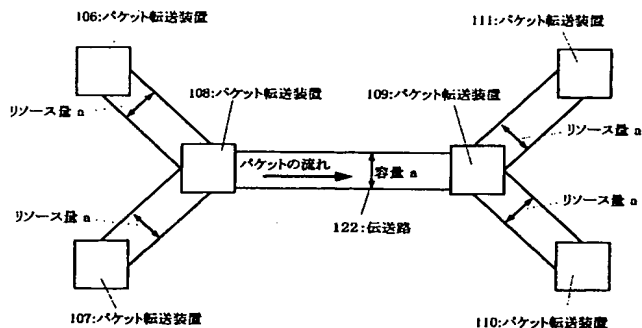 106:パケット転送装置
111:パケット転送装置
108:パケット転送装置
109:パケット転送装置
リソース量 a
リソース量 a
パケットの流れ
容量 a
リソース量 a
リソース量 a
122:伝送路
107:パケット転送装置
110:パケット転送装置